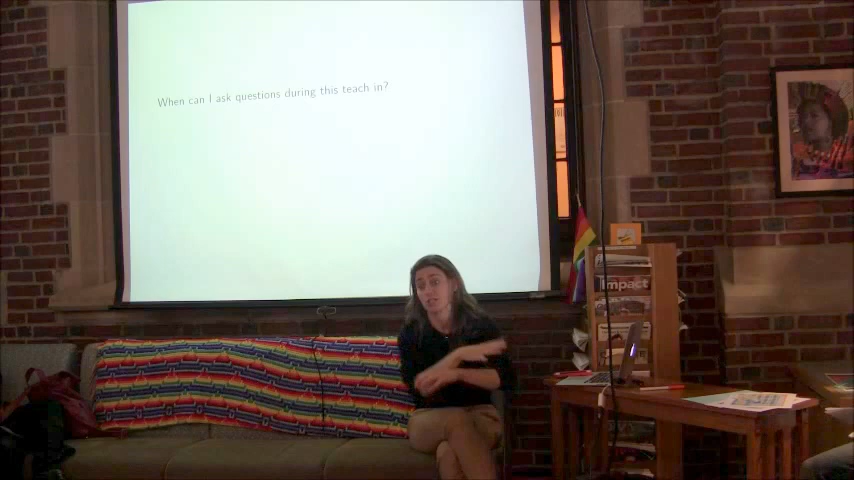 When can I ask questions during this teach in?
Impact